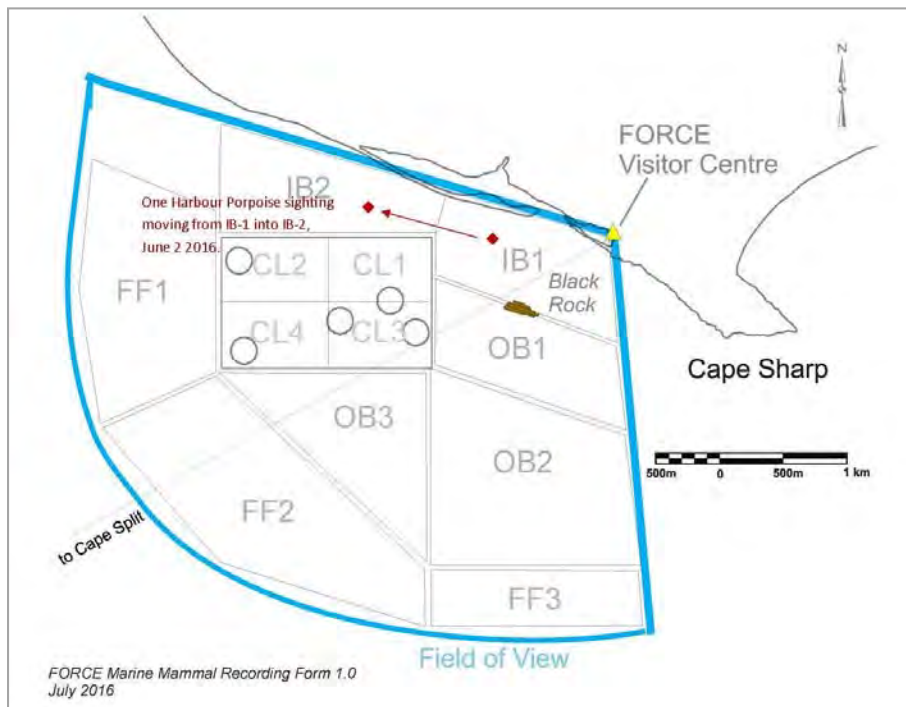 N
FORCE
Visitor Centre
IB2
One Harbour Porpoise sighting
moving from IB-1 into IB-2,
June 2 2016.
IB1
CL2
CL1
Black
Rock
FF1
CL4
CL3
OB1
Cape Sharp
OB3
OB2
500m
0
500m
1 km
FF2
to Cape Split
FF3
Field of View
FORCE Marine Mammal Recording Form 1.0
July 2016